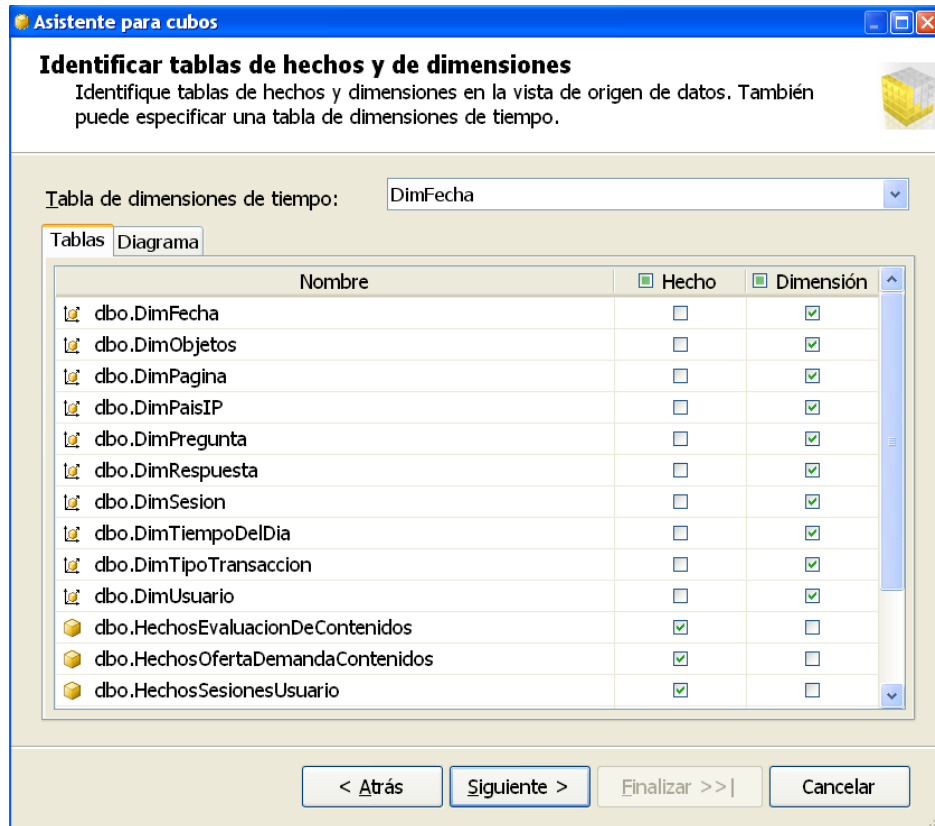 Asistente para cubos
Identificar tablas de hechos y de dimensiones
Identifique tablas de hechos y dimensiones en la vista de origen de datos. También
puede especificar una tabla de dimensiones de tiempo.
Tabla de dimensiones de tiempo: DimFecha
Tablas Diagrama
Nombre Hecho Dimensión
dbo.DimFecha
dbo.DimObjetos
dbo.DimPagina
dbo.DimPaisIP
dbo.DimPregunta
dbo.DimRespuesta
dbo.DimSesion
dbo.DimTiempoDelDia
dbo.DimTipoTransaccion
dbo.DimUsuario
dbo.HechosEvaluacionDeContenidos
dbo.HechosOfertaDemandaContenidos
dbo.HechosSesionesUsuario
< Atrás Siguiente > Finalizar >>| Cancelar